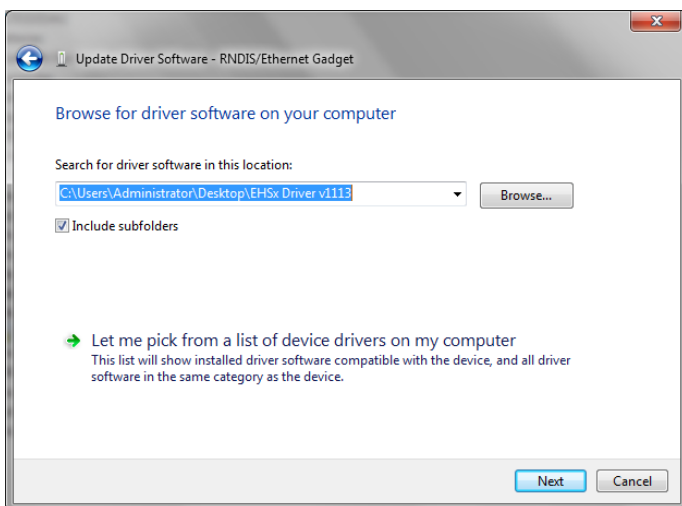 Update Driver Software - RNDIS/Ethernet Gadget
Browse for driver software on your computer
Search for driver software in this location:
C:\Users\Administrator\Desktop\EHSx Driver v1113
Browse...
Include subfolders
Let me pick from a list of device drivers on my computer
This list will show installed driver software compatible with the device, and all driver
software in the same category as the device.
Next
Cancel